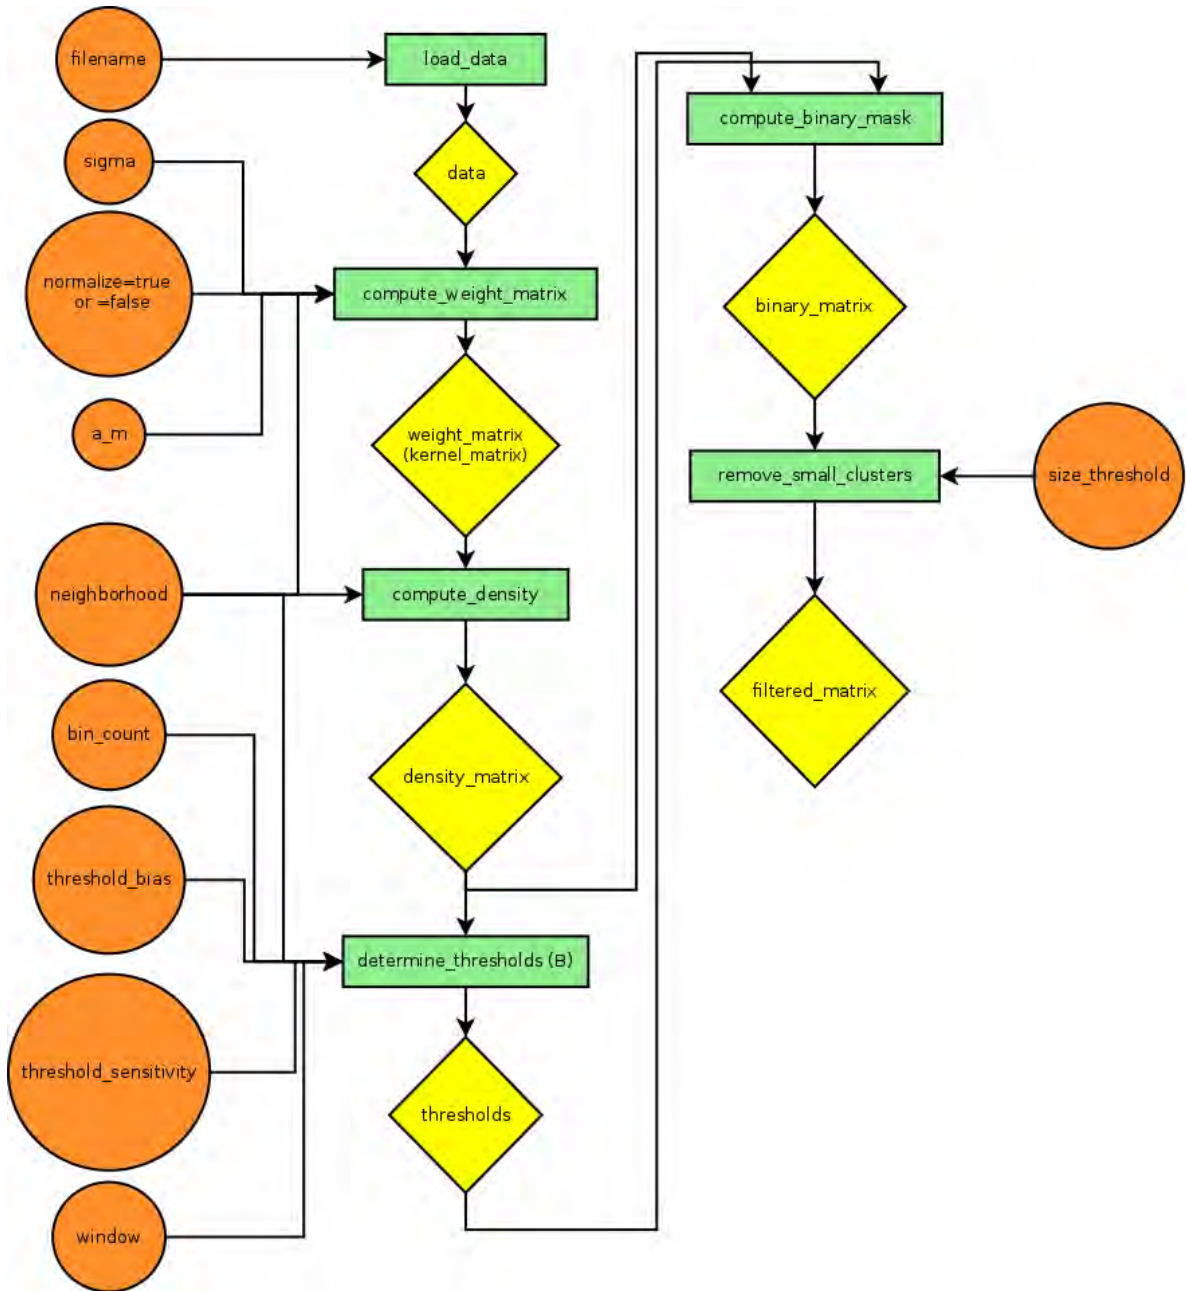 filename
load_data
sigma
data
normalize=true
or =false
compute_weight_matrix
a_m
weight_matrix
(kernel_matrix)
neighborhood
compute_density
bin_count
density_matrix
threshold_bias
determine_thresholds (B)
threshold_sensitivity
thresholds
window
compute_binary_mask
binary_matrix
remove_small_clusters
size_threshold
filtered_matrix